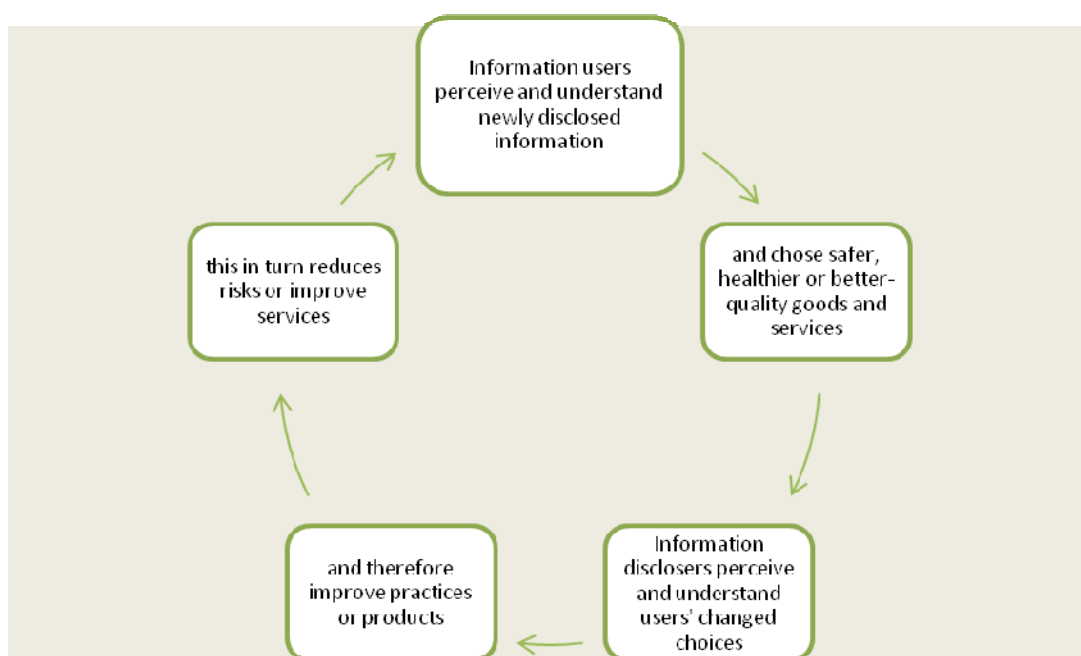 Information users
perceive and understand
newly disclosed
information
and chose safer,
healthier or better-
quality goods and
services
Information
disclosers perceive
and understand
users' changed
choices
and therefore
improve practices
or products
this in turn reduces
risks or improve
services